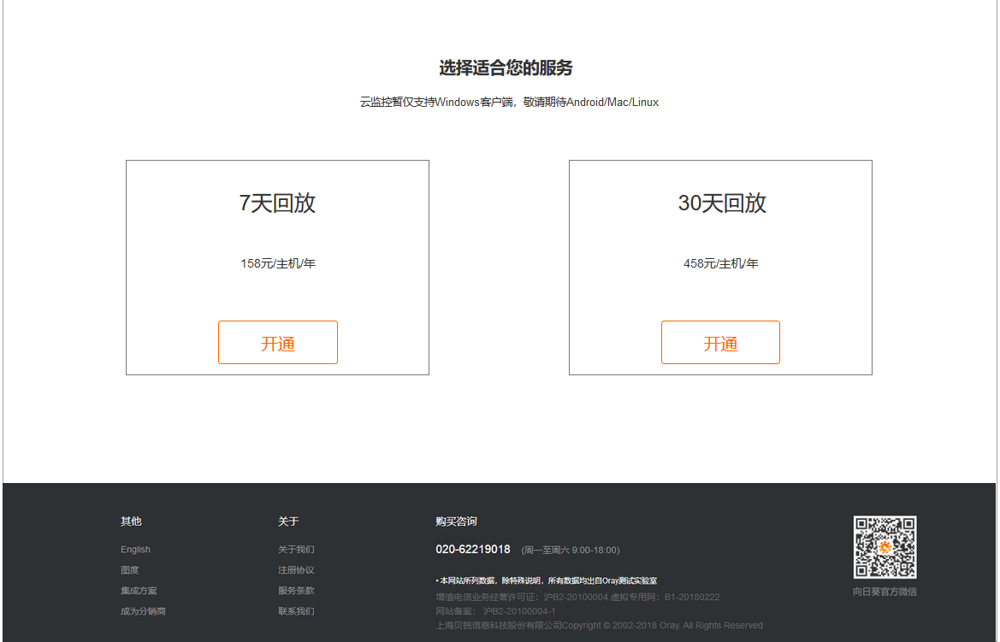 选择适合您的服务
云监控暂仅支持Windows客户端，敬请期待Android/Mac/Linux
7天回放
158元/主机/年
开通
30天回放
458元/主机/年
开通
其他
English
图度
集成方案
成为分销商
关于
关于我们
注册协议
服务条款
联系我们
购买咨询
020-62219018 (周一至周六 9:00-18:00)
• 本网站所列数据，除特殊说明，所有数据均出自Oray测试实验室
增值电信业务经营许可证：沪B2-20100004 虚拟专用网：B1-20180222
网站备案： 沪B2-20100004-1
上海贝锐信息科技股份有限公司Copyright © 2002-2018 Oray. All Rights Reserved
向日葵官方微信